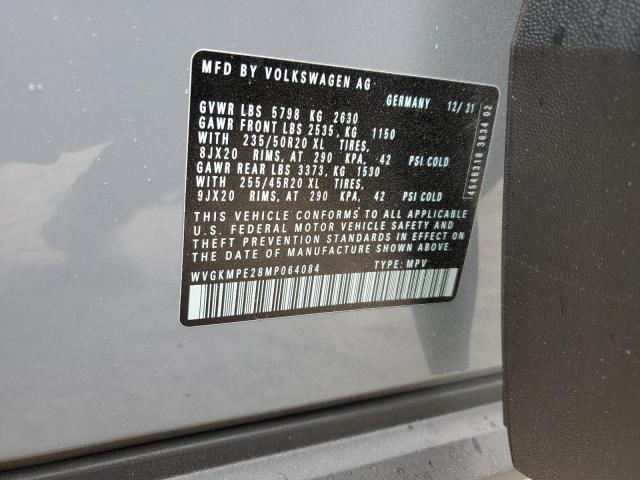 MFD BY VOLKSWAGEN AG
GERMANY 12/21
GVWR LBS 5798 KG 2630
GAWR FRONT LBS 2535, KG 1150
WITH 235/50R20 XL TIRES,
8JX20 RIMS, AT 290 KPA, 42 PSI COLD
GAWR REAR LBS 3373, KG 1530
WITH 255/45R20 XL TIRES,
9JX20 RIMS, AT 290 KPA, 42 PSI COLD
THIS VEHICLE CONFORMS TO ALL APPLICABLE
U.S. FEDERAL MOTOR VEHICLE SAFETY AND
THEFT PREVENTION STANDARDS IN EFFECT ON
DATE OF MANUFACTURE SHOWN ABOVE.
WVGKMPE28MP064084 TYPE: MPV
4646318 3634 02